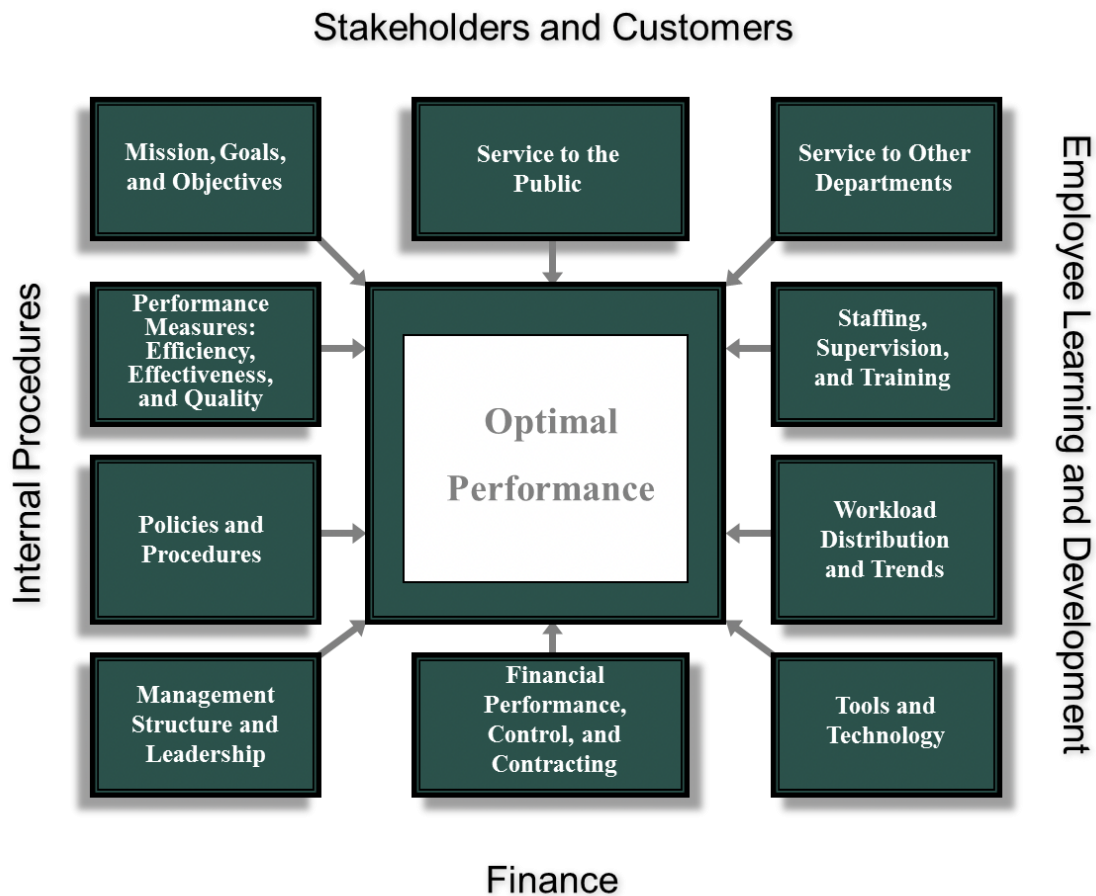 Stakeholders and Customers
Mission, Goals,
and Objectives
Service to the
Public
Service to Other
Departments
Internal Procedures
Performance
Measures:
Efficiency,
Effectiveness,
and Quality
Optimal
Performance
Staffing,
Supervision,
and Training
Employee Learning and Development
Policies and
Procedures
Workload
Distribution
and Trends
Management
Structure and
Leadership
Financial
Performance,
Control, and
Contracting
Tools and
Technology
Finance